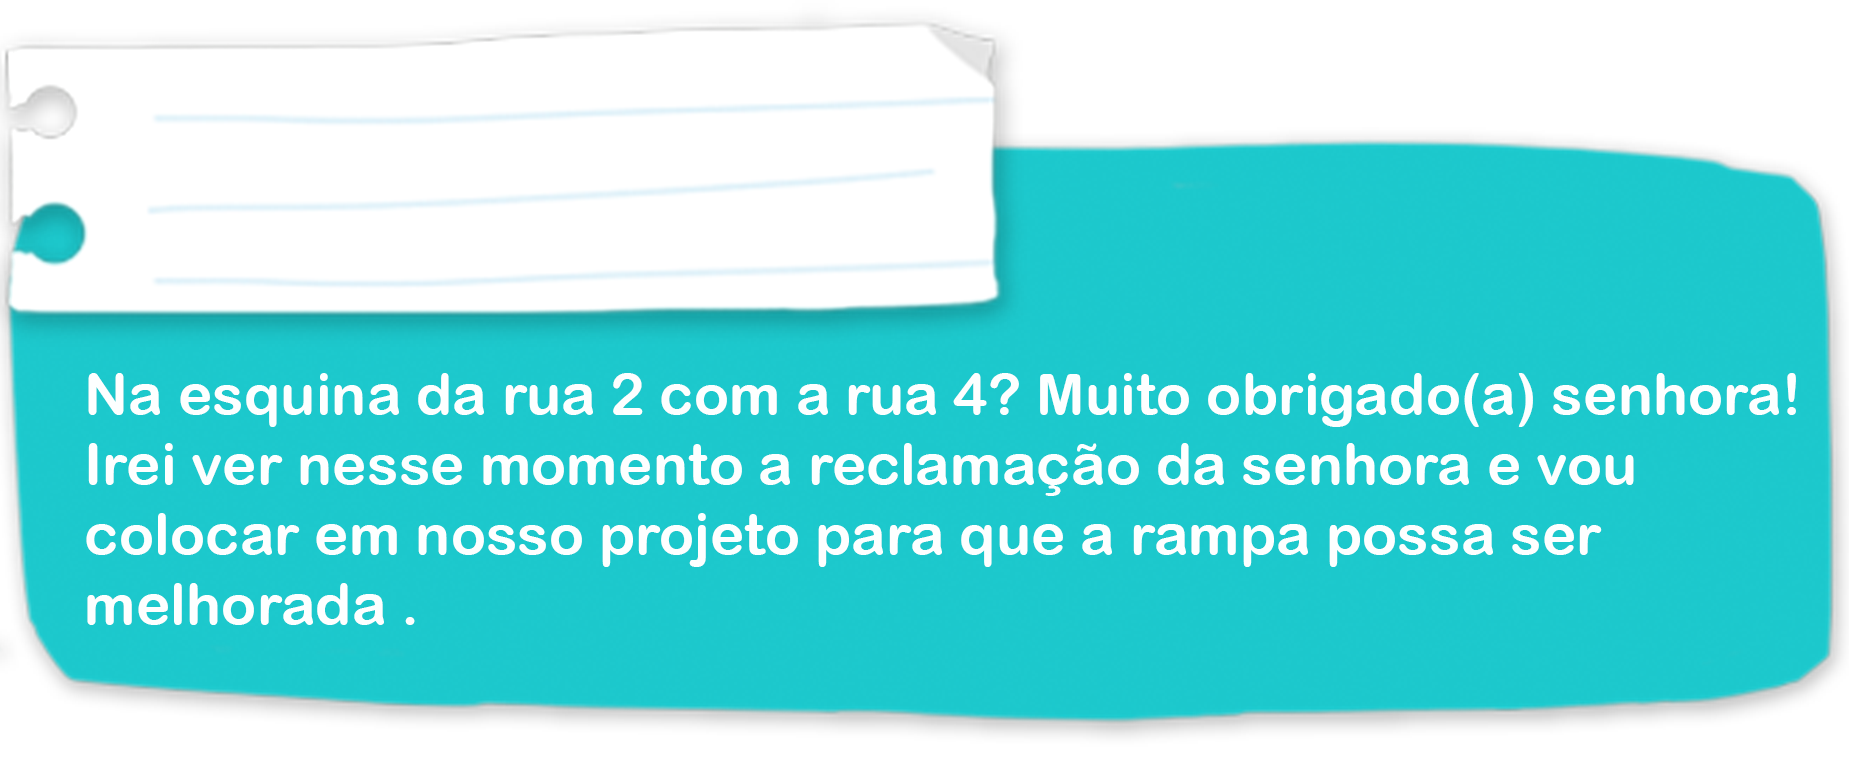 Na esquina da rua 2 com a rua 4? Muito obrigado(a) senhora!
Irei ver nesse momento a reclamação da senhora e vou
colocar em nosso projeto para que a rampa possa ser
melhorada .